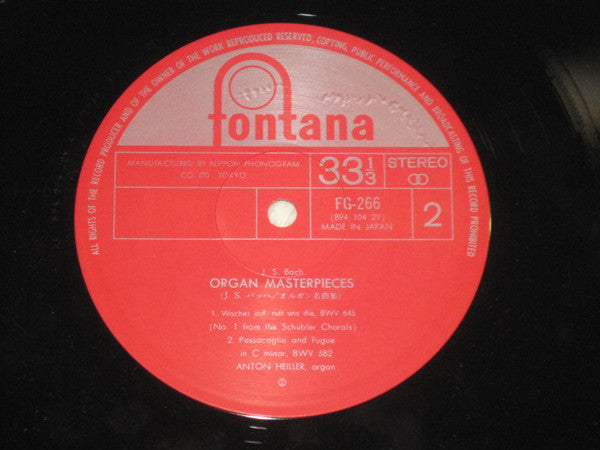 ALL RIGHTS OF THE RECORD PRODUCER AND OF THE OWNER OF THE WORK REPRODUCED RESERVED, COPYING, PUBLIC PERFORMANCE AND BROADCASTING OF THIS RECORD PROHIBITED
fontana
MANUFACTURED BY NIPPON PHONOGRAM
CO. LTD., TOKYO
33 1/3
STEREO
FG-266
(894 104 ZY)
MADE IN JAPAN
2
J. S. Bach
ORGAN MASTERPIECES
(J. S. バッハ/オルガン名曲集)
1. Wachet auf, ruft uns die, BWV 645
(No. 1 from the Schübler Chorals)
2. Passacaglia and Fugue
in C minor, BWV 582
ANTON HEILLER, organ